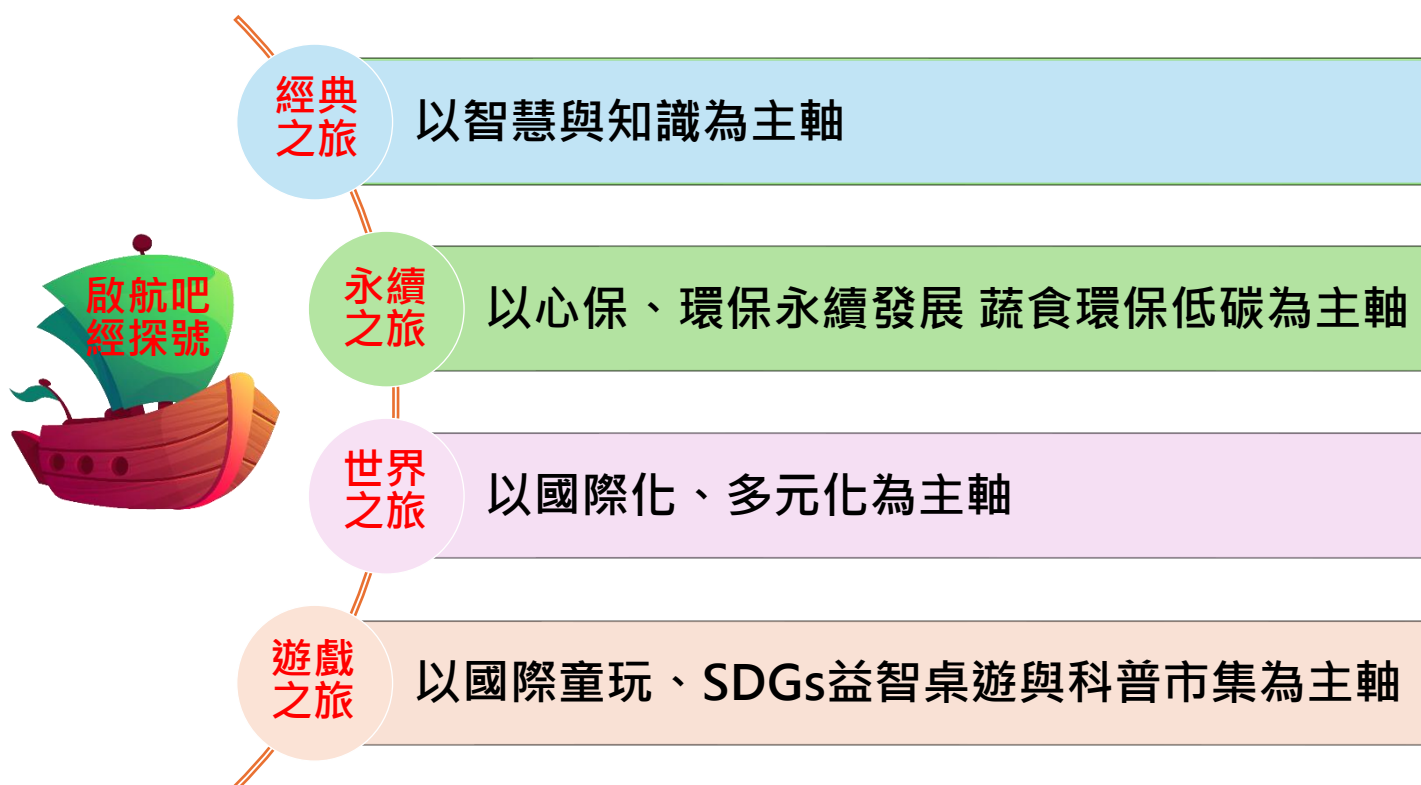 啟航吧
經探號
經典
之旅
以智慧與知識為主軸
永續
之旅
以心保、環保永續發展 蔬食環保低碳為主軸
世界
之旅
以國際化、多元化為主軸
遊戲
之旅
以國際童玩、SDGs益智桌遊與科普市集為主軸